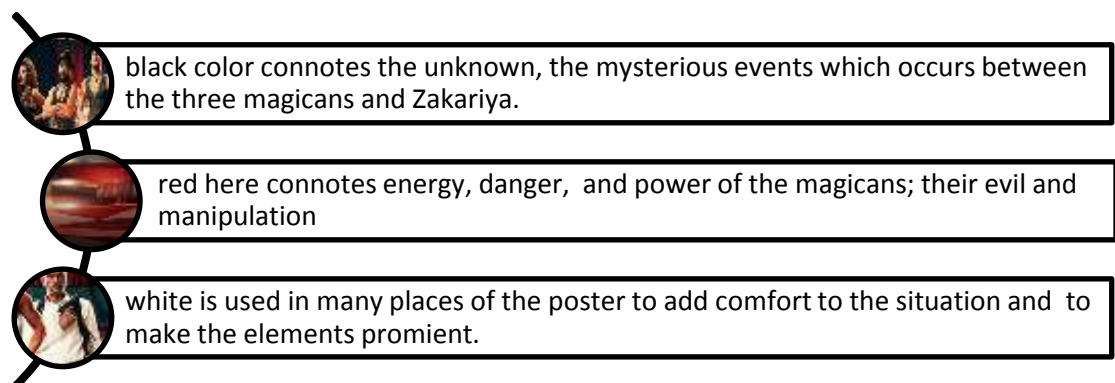 black color connotes the unknown, the mysterious events which occurs between
the three magicans and Zakariya.
red here connotes energy, danger, and power of the magicans; their evil and
manipulation
white is used in many places of the poster to add comfort to the situation and to
make the elements promient.